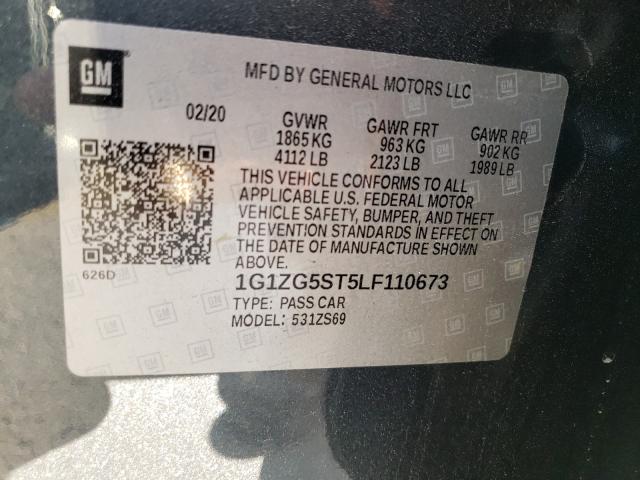 GM
MFD BY GENERAL MOTORS LLC
02/20 GVWR GAWR FRT GAWR RR
1865 KG 963 KG 902 KG
4112 LB 2123 LB 1989 LB
THIS VEHICLE CONFORMS TO ALL
APPLICABLE U.S. FEDERAL MOTOR
VEHICLE SAFETY, BUMPER, AND THEFT
PREVENTION STANDARDS IN EFFECT ON
THE DATE OF MANUFACTURE SHOWN
ABOVE.
626D
1G1ZG5ST5LF110673
TYPE: PASS CAR
MODEL: 531ZS69